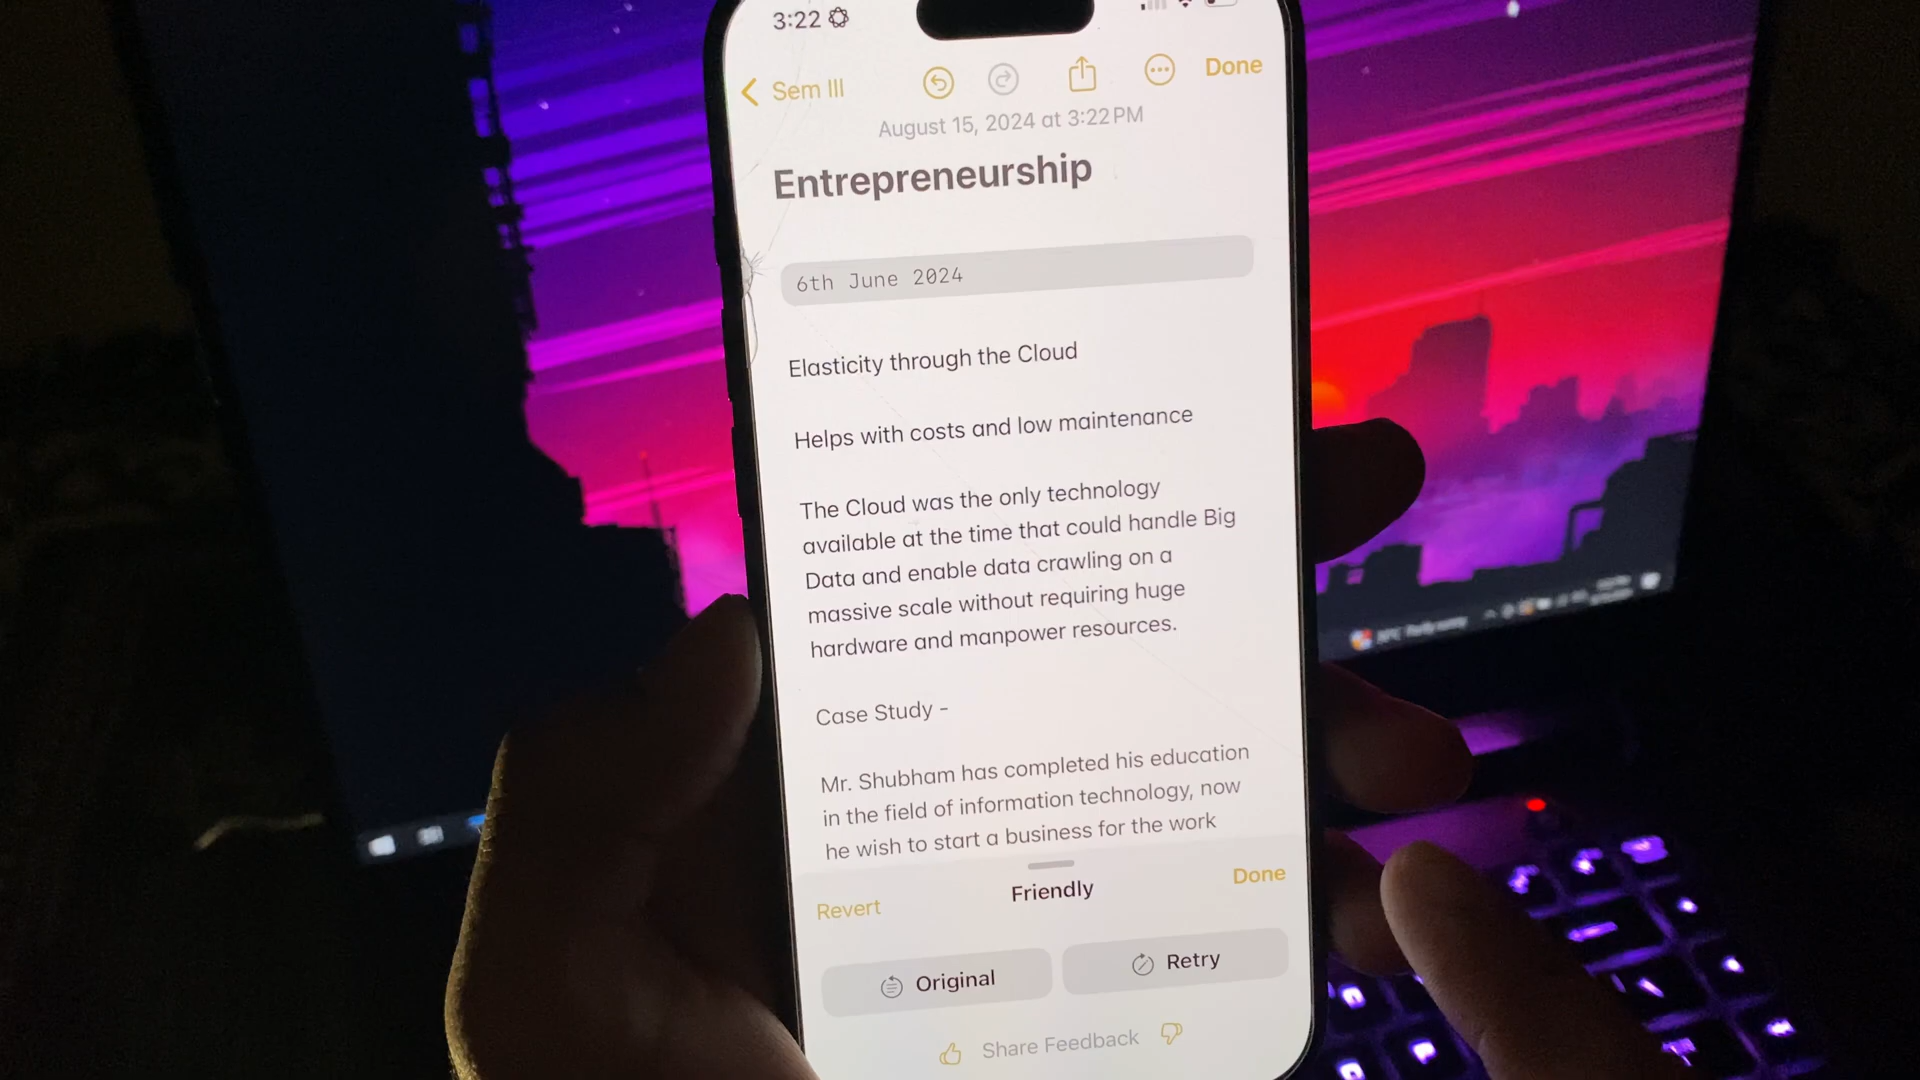 3:22
Sem III
Done
August 15, 2024 at 3:22 PM
Entrepreneurship
6th June 2024
Elasticity through the Cloud
Helps with costs and low maintenance
The Cloud was the only technology
available at the time that could handle Big
Data and enable data crawling on a
massive scale without requiring huge
hardware and manpower resources.
Case Study -
Mr. Shubham has completed his education
in the field of information technology, now
he wish to start a business for the work
Revert
Friendly
Done
Original
Retry
Share Feedback